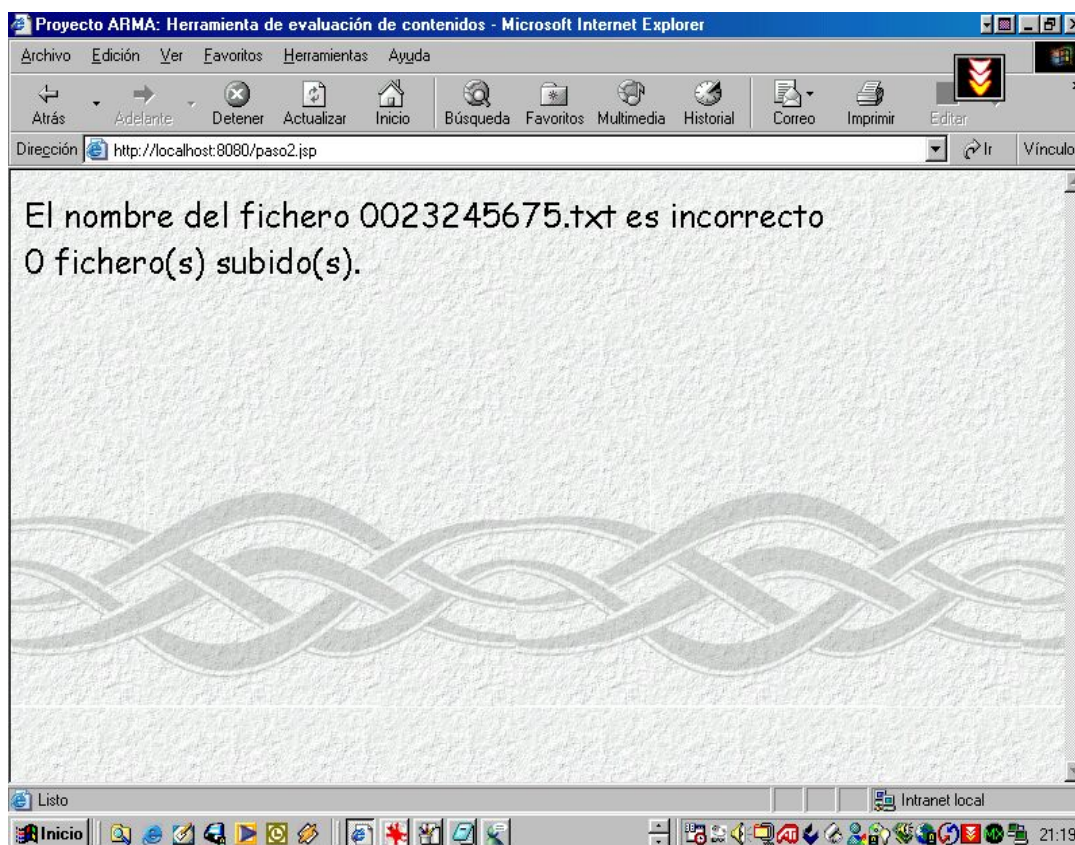 Proyecto ARMA: Herramienta de evaluación de contenidos - Microsoft Internet Explorer
Archivo Edición Ver Favoritos Herramientas Ayuda
Atrás Adelante Detener Actualizar Inicio Búsqueda Favoritos Multimedia Historial Correo Imprimir Editar
Dirección http://localhost:8080/paso2.jsp Ir Vínculo
El nombre del fichero 0023245675.txt es incorrecto
0 fichero(s) subido(s).
Listo Intranet local
Inicio 21:19